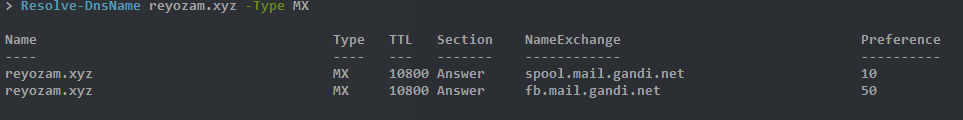 > Resolve-DnsName reyozam.xyz -Type MX
Name Type TTL Section NameExchange Preference
---- ---- --- ------- ------------ ----------
reyozam.xyz MX 10800 Answer spool.mail.gandi.net 10
reyozam.xyz MX 10800 Answer fb.mail.gandi.net 50